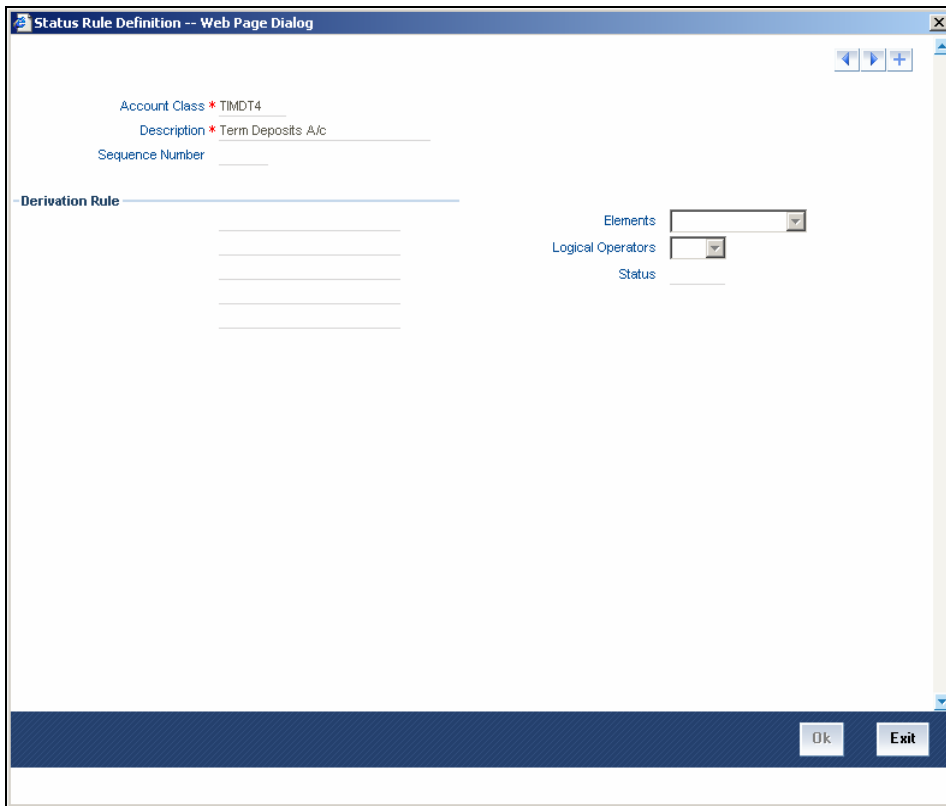 Status Rule Definition -- Web Page Dialog
Account Class * TIMDT4
Description * Term Deposits A/c
Sequence Number
Derivation Rule
Elements
Logical Operators
Status
Ok Exit